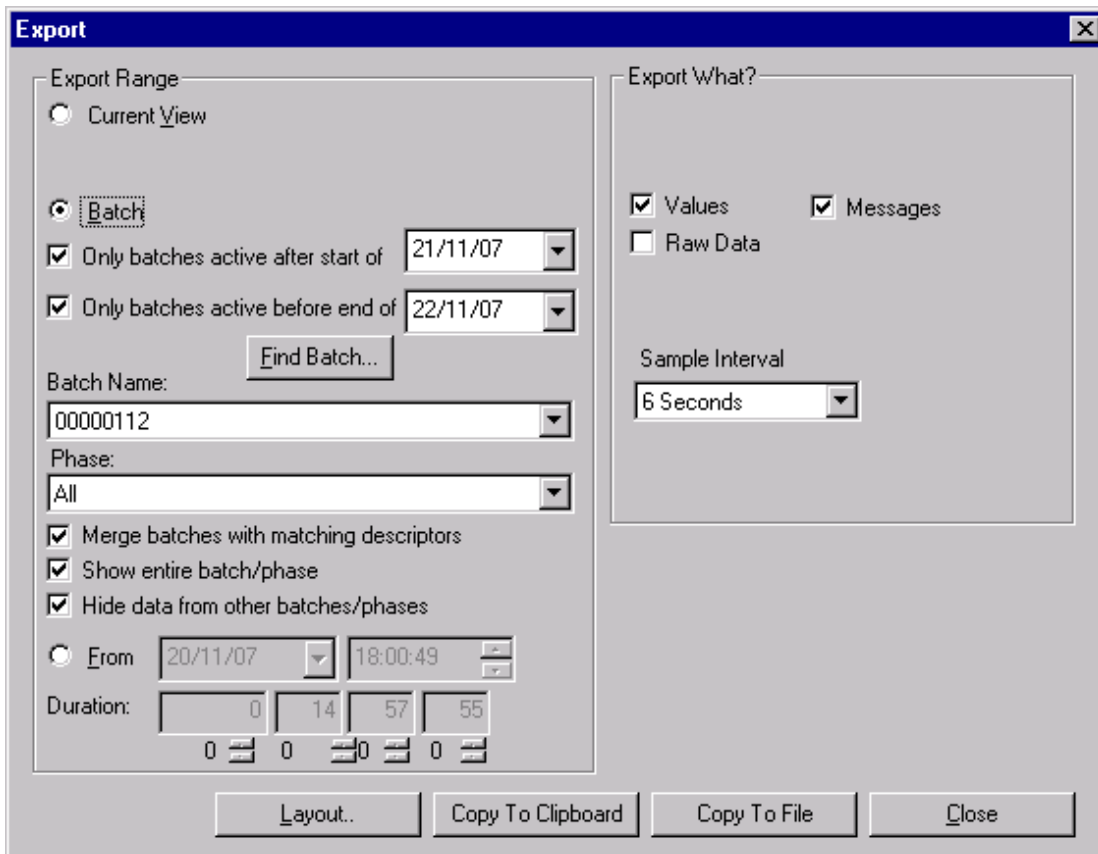 Export
Export Range
Current View
Batch
Only batches active after start of 21/11/07
Only batches active before end of 22/11/07
Find Batch...
Batch Name:
00000112
Phase:
All
Merge batches with matching descriptors
Show entire batch/phase
Hide data from other batches/phases
From 20/11/07 18:00:49
Duration: 0 14 57 55
0 0 0 0
Export What?
Values Messages
Raw Data
Sample Interval
6 Seconds
Layout.. Copy To Clipboard Copy To File Close